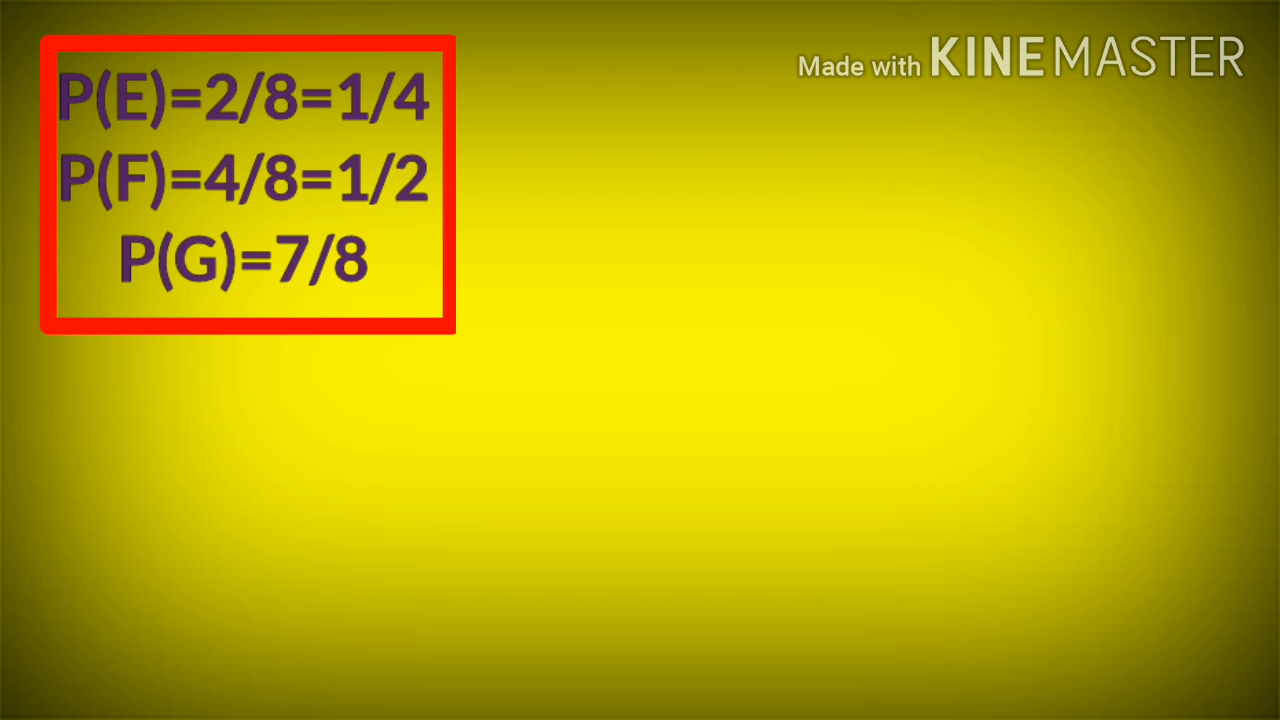 P(E)=2/8=1/4
P(F)=4/8=1/2
P(G)=7/8
Made with KINEMASTER